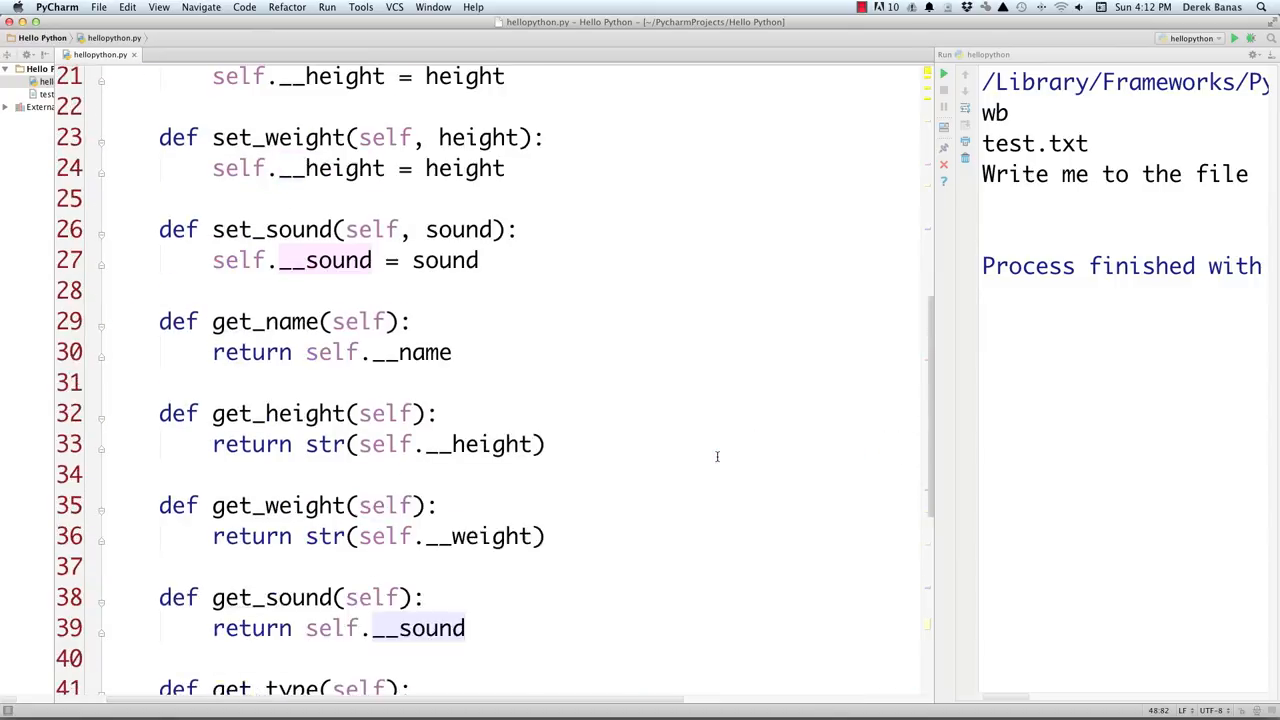 PyCharm File Edit View Navigate Code Refactor Run Tools VCS Window Help 10 Sun 4:12 PM Derek Banas
hellopython.py – Hello Python – [~/PycharmProjects/Hello Python]
Hello Python hellopython.py hellopython
hellopython.py Run hellopython
Hello P
hello
test
Extern
21 self.__height = height
22
23 def set_weight(self, height):
24 self.__height = height
25
26 def set_sound(self, sound):
27 self.__sound = sound
28
29 def get_name(self):
30 return self.__name
31
32 def get_height(self):
33 return str(self.__height)
34
35 def get_weight(self):
36 return str(self.__weight)
37
38 def get_sound(self):
39 return self.__sound
40
41 def get_type(self):
/Library/Frameworks/Py
wb
test.txt
Write me to the file
Process finished with
48:82 LF UTF-8